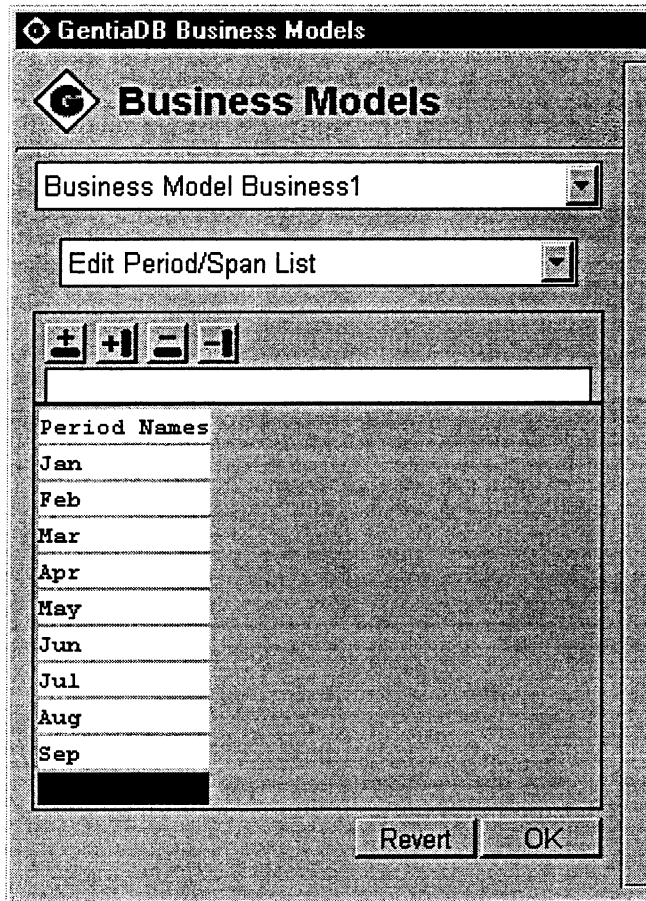 GentiaDB Business Models
G Business Models
Business Model Business1
Edit Period/Span List
Period Names
Jan
Feb
Mar
Apr
May
Jun
Jul
Aug
Sep
Revert OK